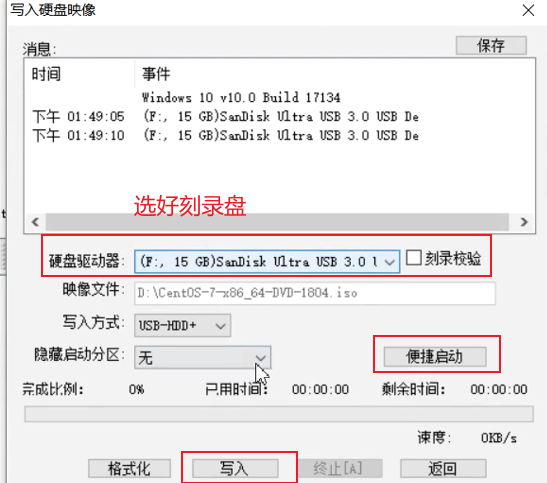 写入硬盘映像
消息:
保存
时间 事件
Windows 10 v10.0 Build 17134
下午 01:49:05 (F:, 15 GB)SanDisk Ultra USB 3.0 USB De
下午 01:49:10 (F:, 15 GB)SanDisk Ultra USB 3.0 USB De
选好刻录盘
硬盘驱动器: (F:, 15 GB)SanDisk Ultra USB 3.0 刻录校验
映像文件: D:\CentOS-7-x86_64-DVD-1804.iso
写入方式: USB-HDD+
隐藏启动分区: 无 便捷启动
完成比例: 0% 已用时间: 00:00:00 剩余时间: 00:00:00
速度: 0KB/s
格式化 写入 终止[A] 返回